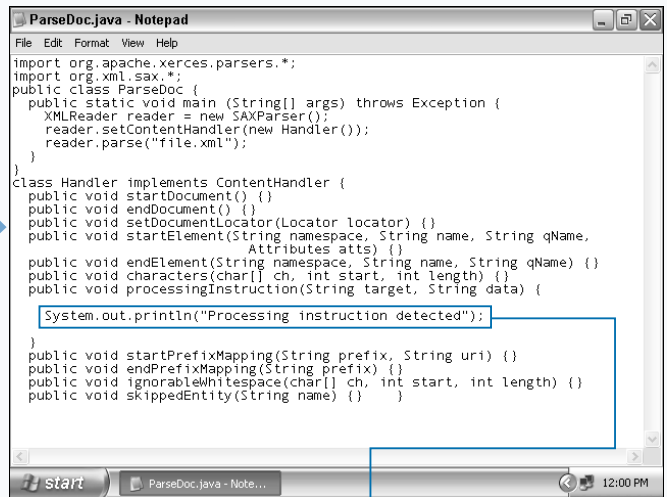 ParseDoc.java - Notepad
File Edit Format View Help
import org.apache.xerces.parsers.*;
import org.xml.sax.*;
public class ParseDoc {
  public static void main (String[] args) throws Exception {
    XMLReader reader = new SAXParser();
    reader.setContentHandler(new Handler());
    reader.parse("file.xml");
  }
}
class Handler implements ContentHandler {
  public void startDocument() {}
  public void endDocument() {}
  public void setDocumentLocator(Locator locator) {}
  public void startElement(String namespace, String name, String qName,
                           Attributes atts) {}
  public void endElement(String namespace, String name, String qName) {}
  public void characters(char[] ch, int start, int length) {}
  public void processingInstruction(String target, String data) {
    System.out.println("Processing instruction detected");
  }
  public void startPrefixMapping(String prefix, String uri) {}
  public void endPrefixMapping(String prefix) {}
  public void ignorableWhitespace(char[] ch, int start, int length) {}
  public void skippedEntity(String name) {}    }
start ParseDoc.java - Note... 12:00 PM